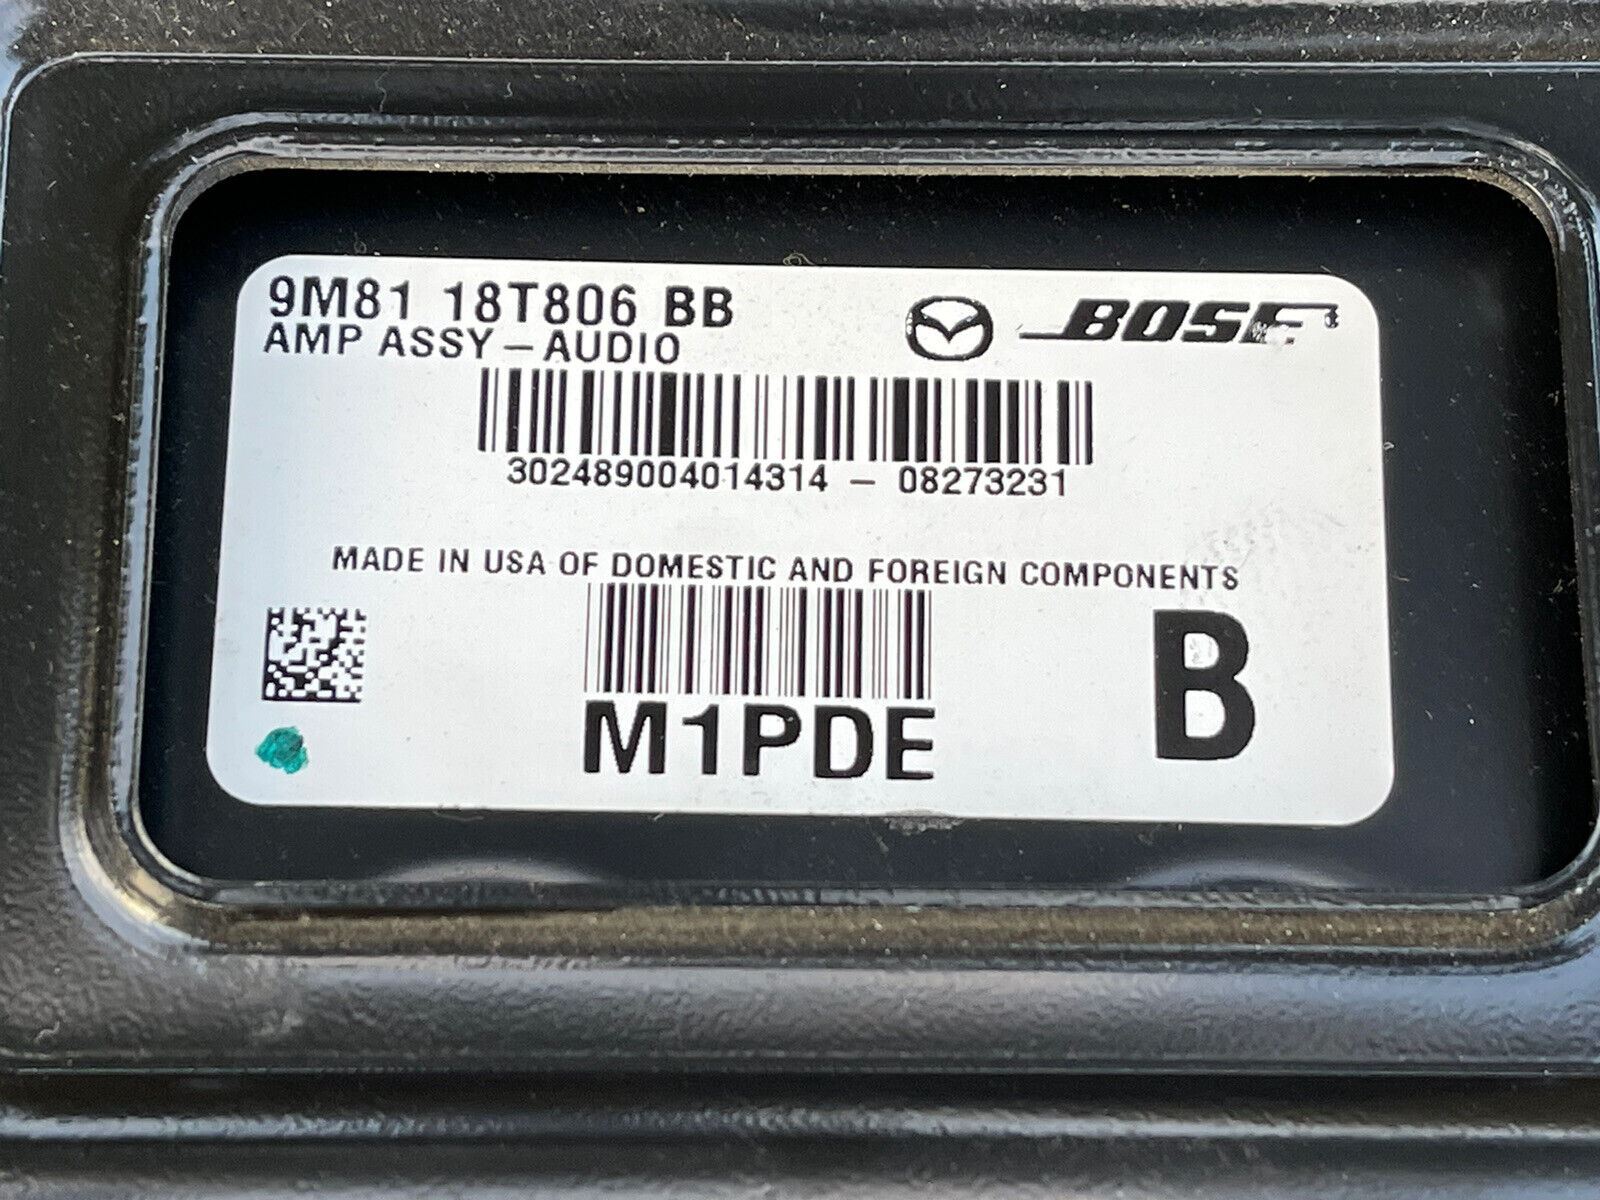 9M81 18T806 BB
AMP ASSY – AUDIO
BOSE
302489004014314 – 08273231
MADE IN USA OF DOMESTIC AND FOREIGN COMPONENTS
M1PDE
B